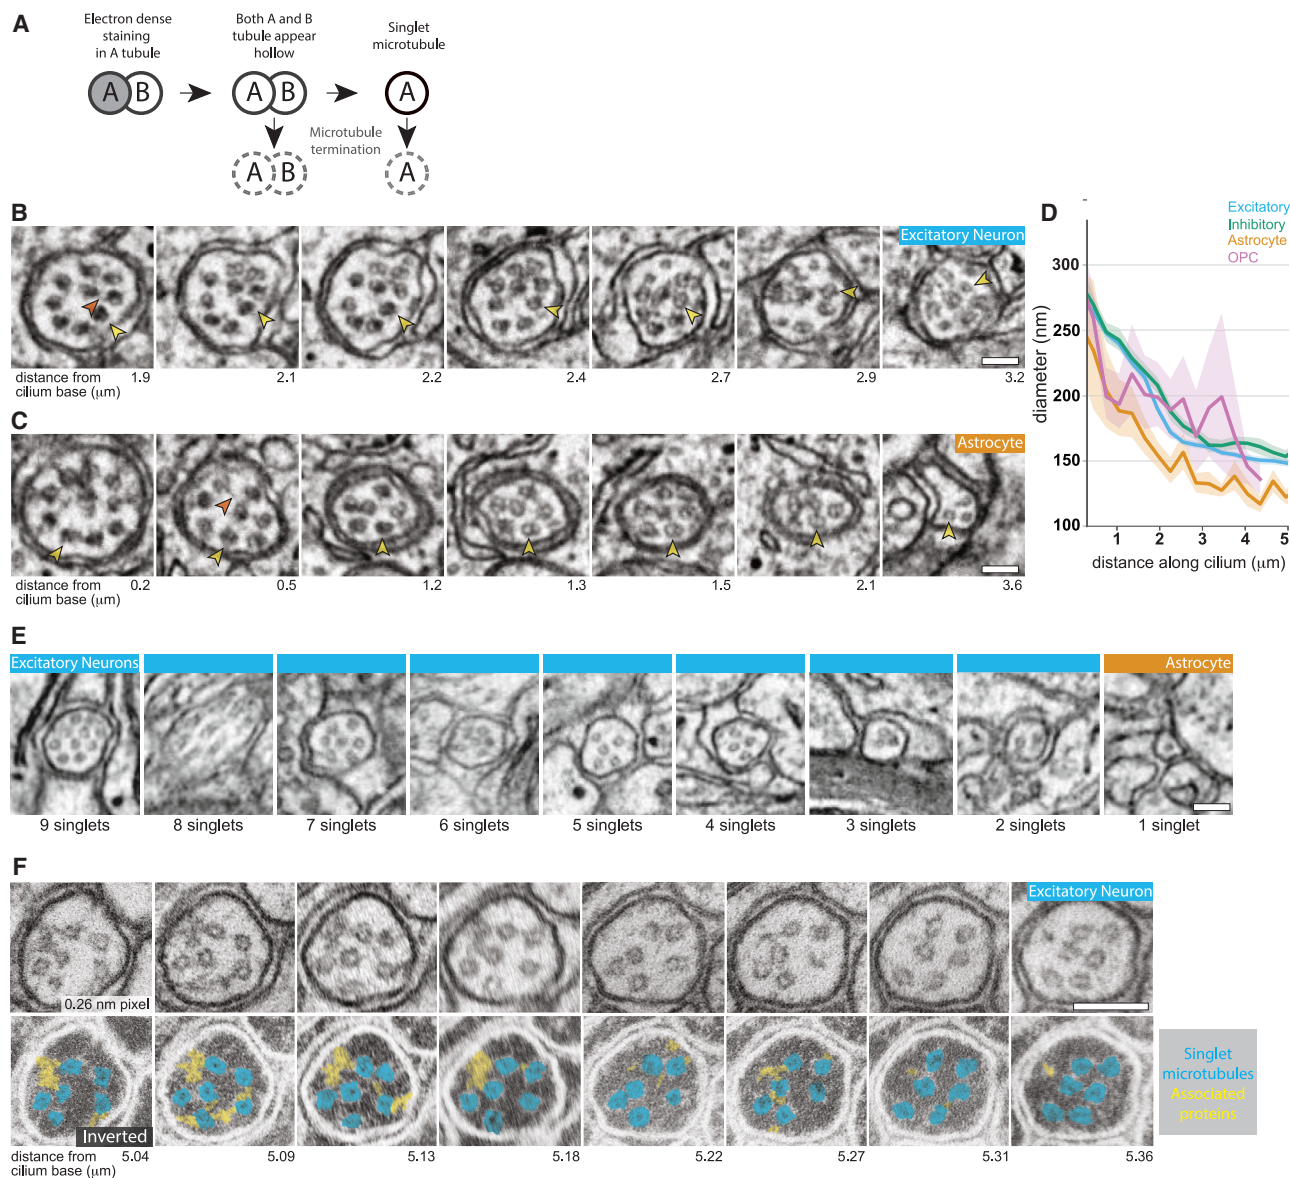 A
Electron dense
staining
in A tubule
Both A and B
tubule appear
hollow
Singlet
microtubule
A B
A B
A
Microtubule
termination
A B
A
B
Excitatory Neuron
distance from
cilium base (μm)
1.9
2.1
2.2
2.4
2.7
2.9
3.2
C
Astrocyte
distance from
cilium base (μm)
0.2
0.5
1.2
1.3
1.5
2.1
3.6
D
Excitatory
Inhibitory
Astrocyte
OPC
300
250
200
150
100
diameter (nm)
1 2 3 4 5
distance along cilium (μm)
E
Excitatory Neurons
Astrocyte
9 singlets
8 singlets
7 singlets
6 singlets
5 singlets
4 singlets
3 singlets
2 singlets
1 singlet
F
Excitatory Neuron
0.26 nm pixel
Inverted
Singlet
microtubules
Associated
proteins
distance from
cilium base (μm)
5.04
5.09
5.13
5.18
5.22
5.27
5.31
5.36